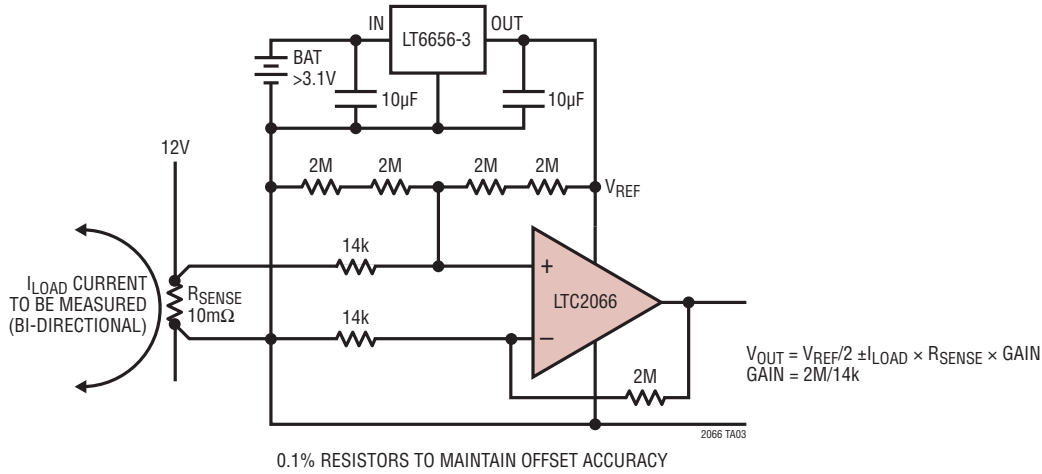 IN
LT6656-3
OUT
BAT
>3.1V
10µF
10µF
12V
2M
2M
2M
2M
VREF
14k
ILOAD CURRENT
TO BE MEASURED
(BI-DIRECTIONAL)
RSENSE
10mΩ
+
LTC2066
14k
–
VOUT = VREF/2 ±ILOAD × RSENSE × GAIN
GAIN = 2M/14k
2M
2066 TA03
0.1% RESISTORS TO MAINTAIN OFFSET ACCURACY